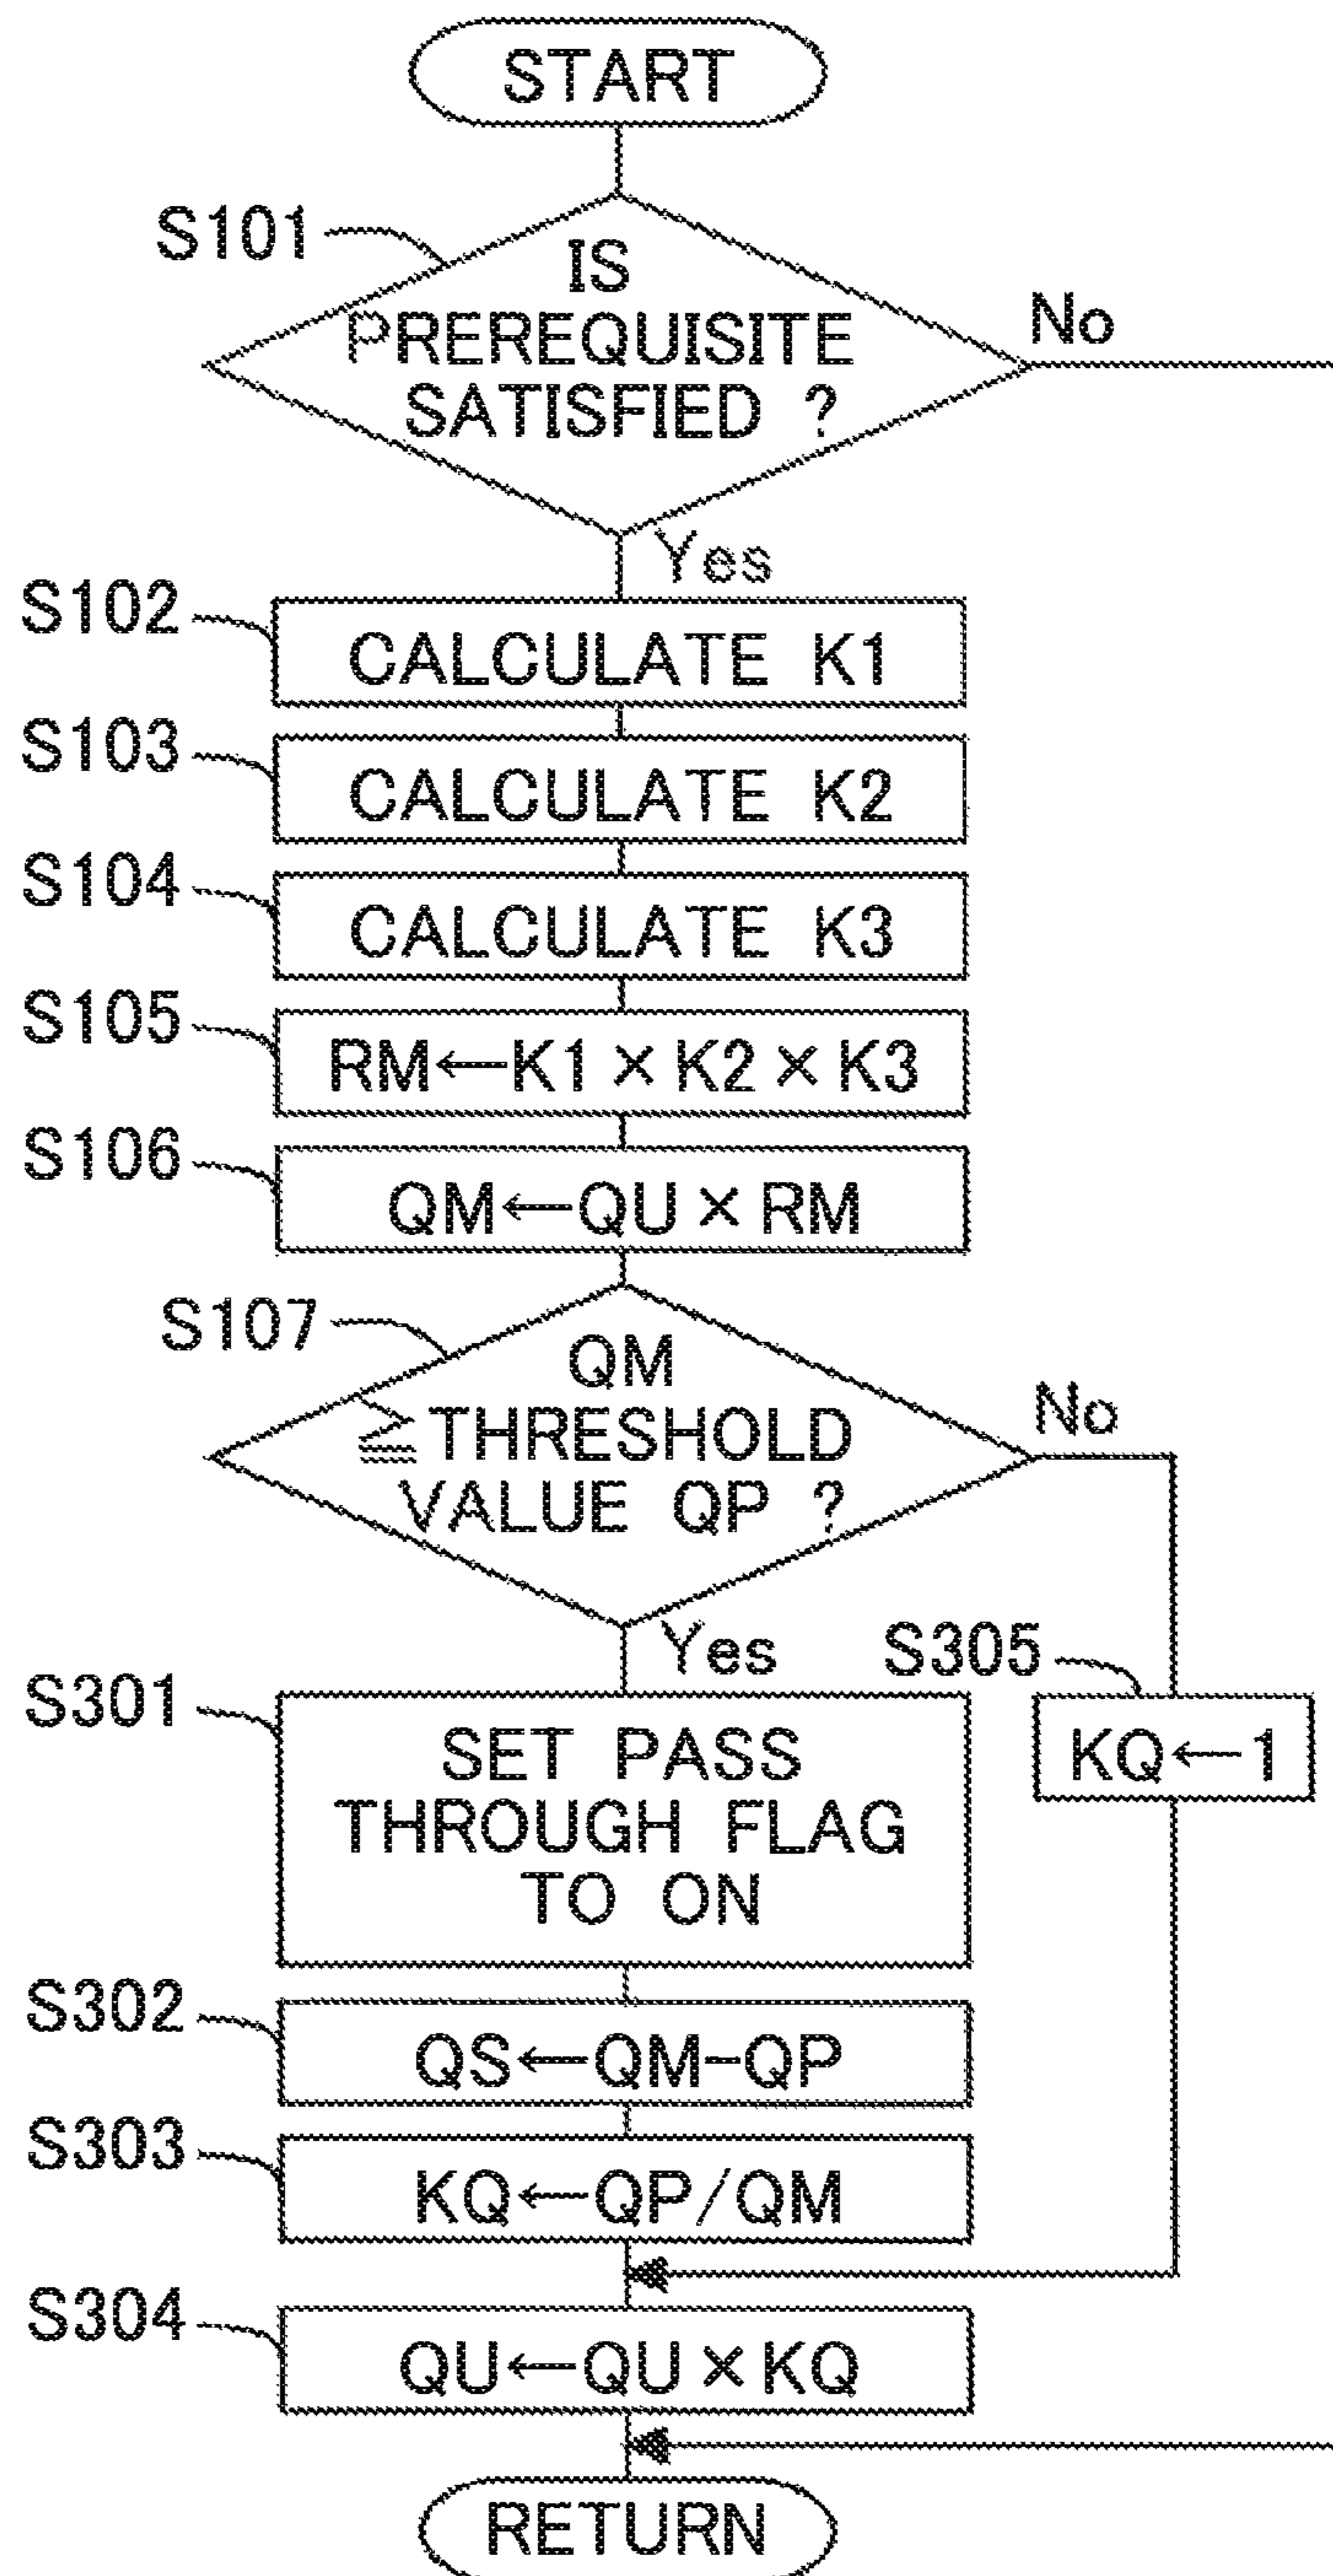 START
S101
IS
PREREQUISITE
SATISFIED ?
No
Yes
S102
CALCULATE K1
S103
CALCULATE K2
S104
CALCULATE K3
S105
RM←K1×K2×K3
S106
QM←QU×RM
S107
QM
≧THRESHOLD
VALUE QP ?
No
Yes
S305
KQ←1
S301
SET PASS
THROUGH FLAG
TO ON
S302
QS←QM-QP
S303
KQ←QP/QM
S304
QU←QU×KQ
RETURN